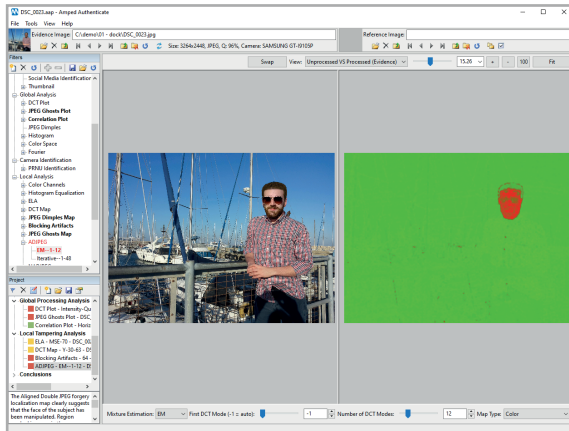 DSC_0023.aap - Amped Authenticate
File Tools View Help
Evidence Image: C:\demo\01 - dock\DSC_0023.jpg
Reference Image:
Size: 3264x2448, JPEG, Q: 96%, Camera: SAMSUNG GT-I9105P
Filters
Swap View: Unprocessed VS Processed (Evidence) 15.26 + - 100 Fit
Social Media Identification
Thumbnail
Global Analysis
DCT Plot
JPEG Ghosts Plot
Correlation Plot
JPEG Dimples
Histogram
Color Space
Fourier
Camera Identification
PRNU Identification
Local Analysis
Color Channels
Histogram Equalization
ELA
DCT Map
JPEG Dimples Map
Blocking Artifacts
JPEG Ghosts Map
ADJPEG
EM--1-12
Iterative--1-48
Project
Global Processing Analysis
DCT Plot - Intensity-Qu
JPEG Ghosts Plot - DSC_
Correlation Plot - Horiz
Local Tampering Analysis
ELA - MSE-70 - DSC_00
DCT Map - Y-30-63 - DS
Blocking Artifacts - 64 -
ADJPEG - EM--1-12 - DS
Conclusions
The Aligned Double JPEG forgery
localization map clearly suggests
that the face of the subject has
been manipulated. Region
Mixture Estimation: EM First DCT Mode (-1 = auto): -1 Number of DCT Modes: 12 Map Type: Color